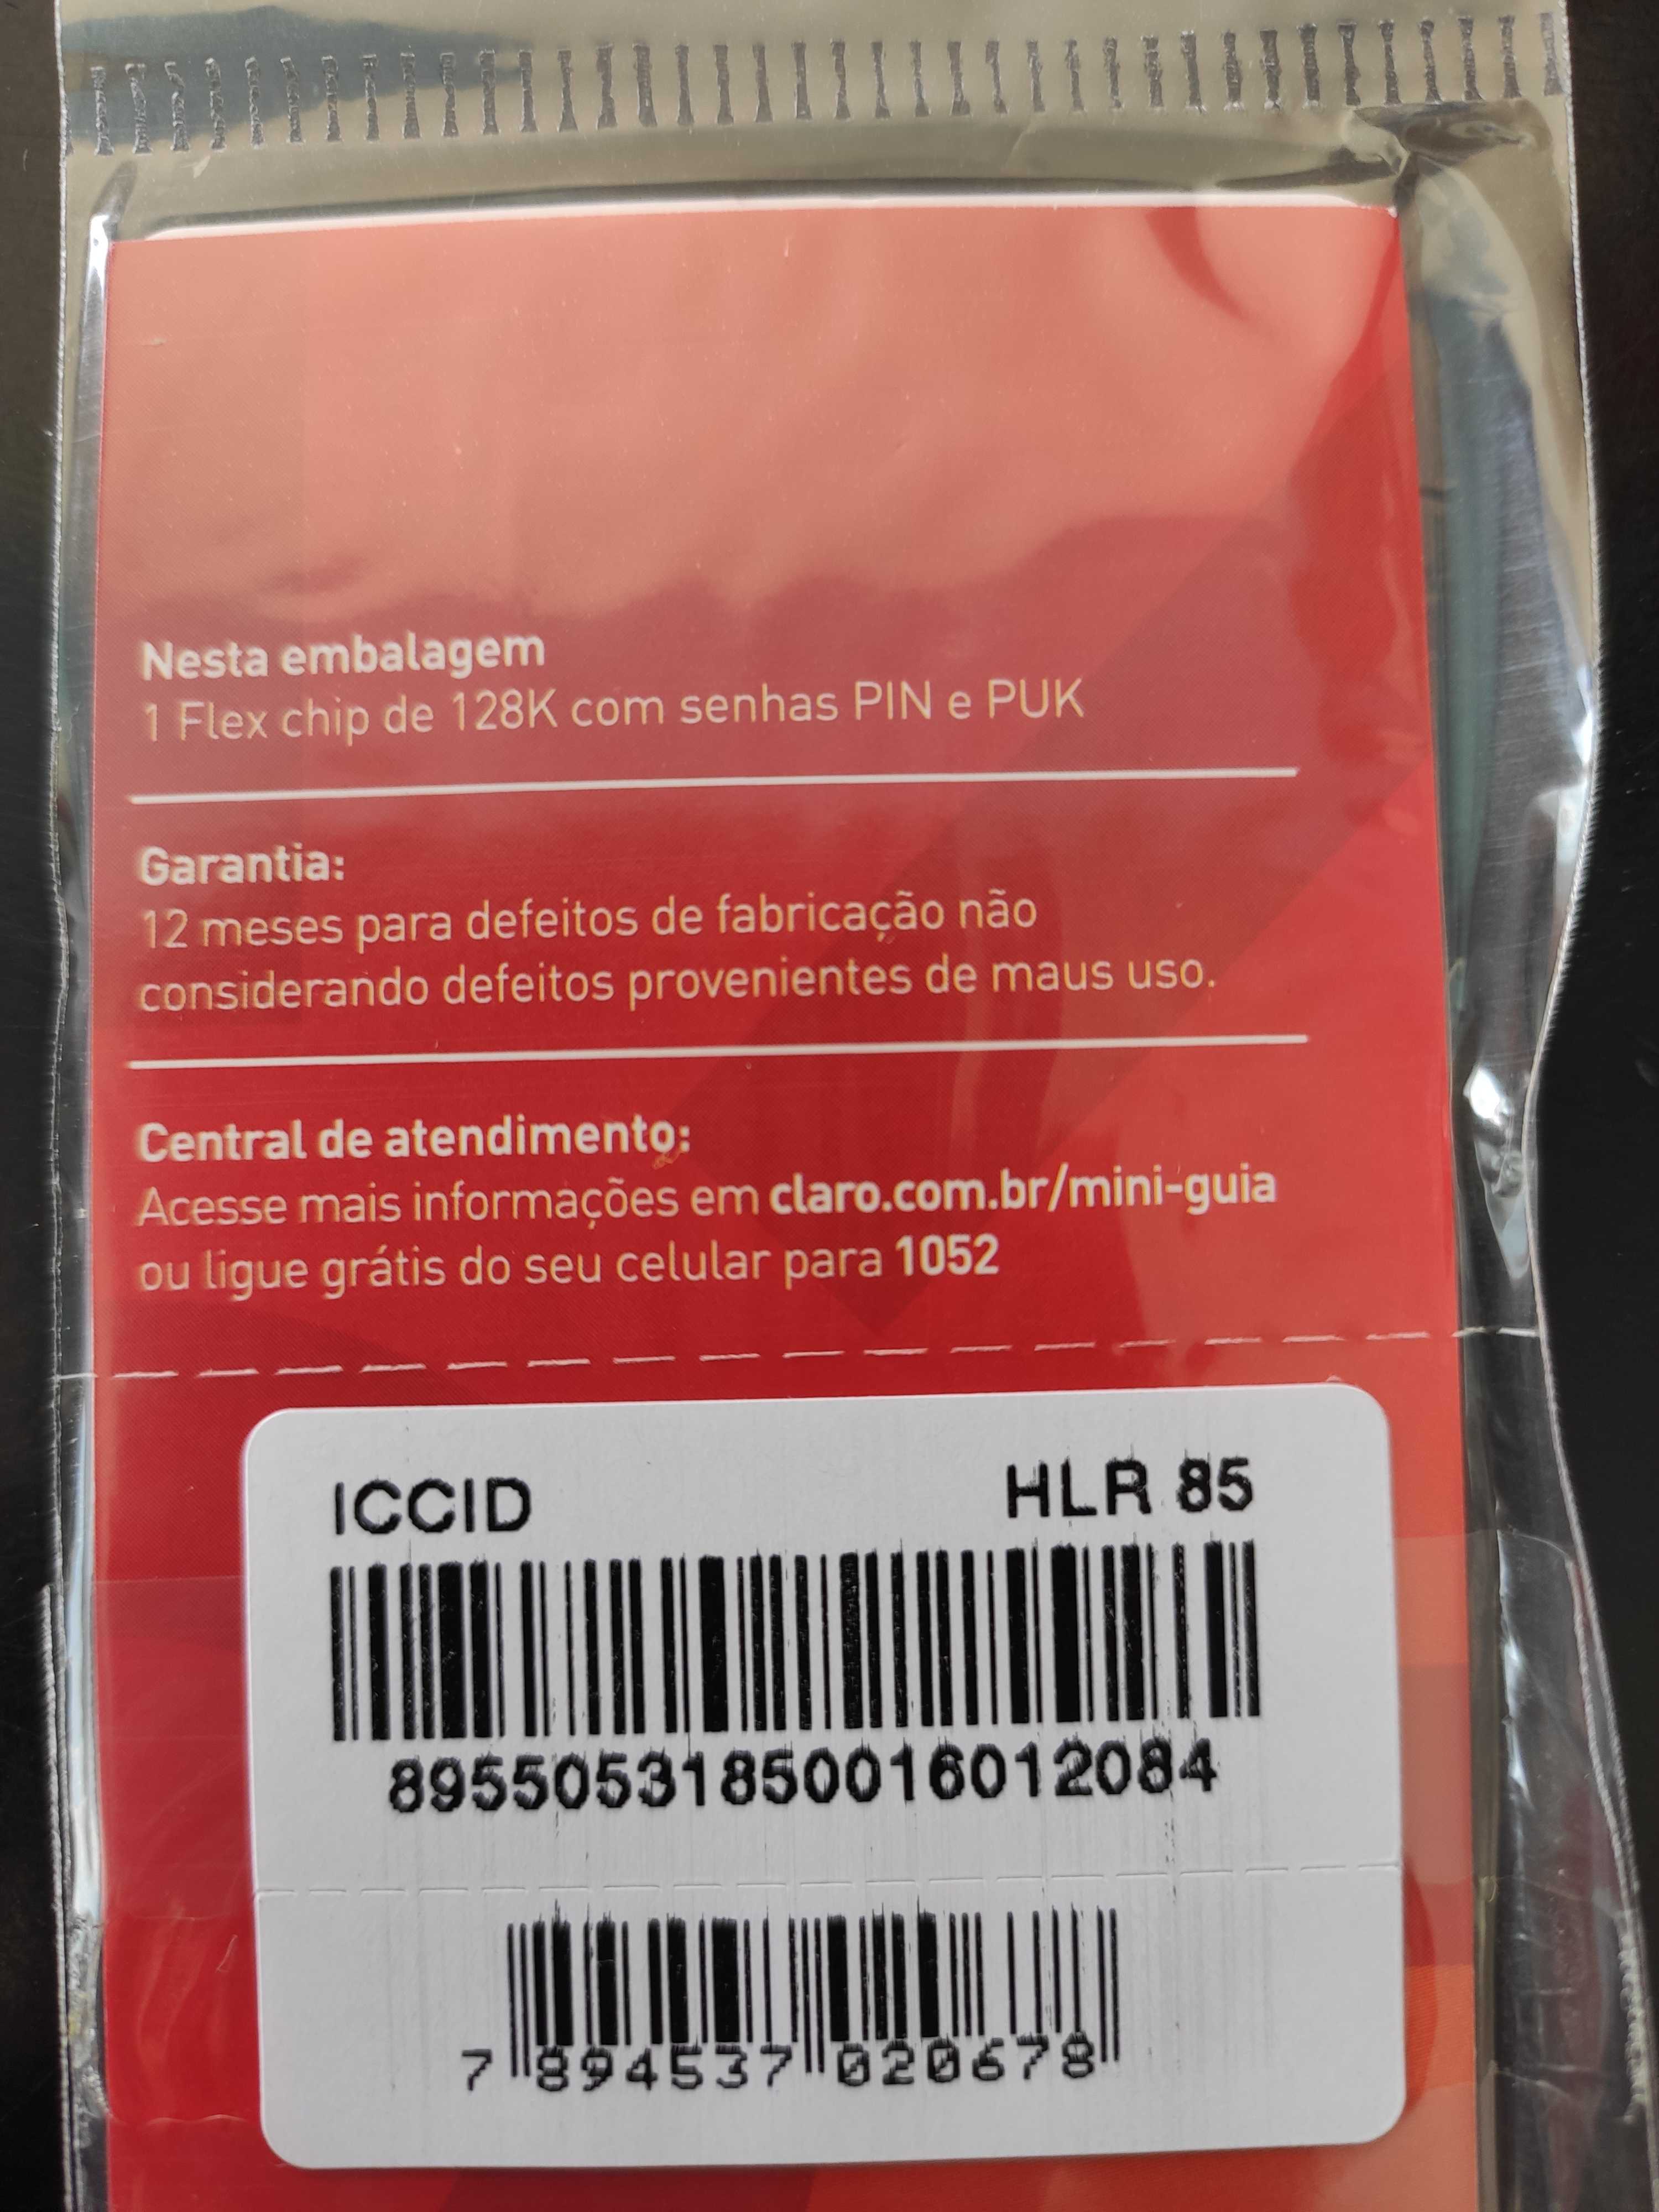 Nesta embalagem
1 Flex chip de 128K com senhas PIN e PUK
Garantia:
12 meses para defeitos de fabricação não
considerando defeitos provenientes de maus uso.
Central de atendimento:
Acesse mais informações em claro.com.br/mini-guia
ou ligue grátis do seu celular para 1052
ICCID HLR 85
89550531850016012084
7 894537 020678